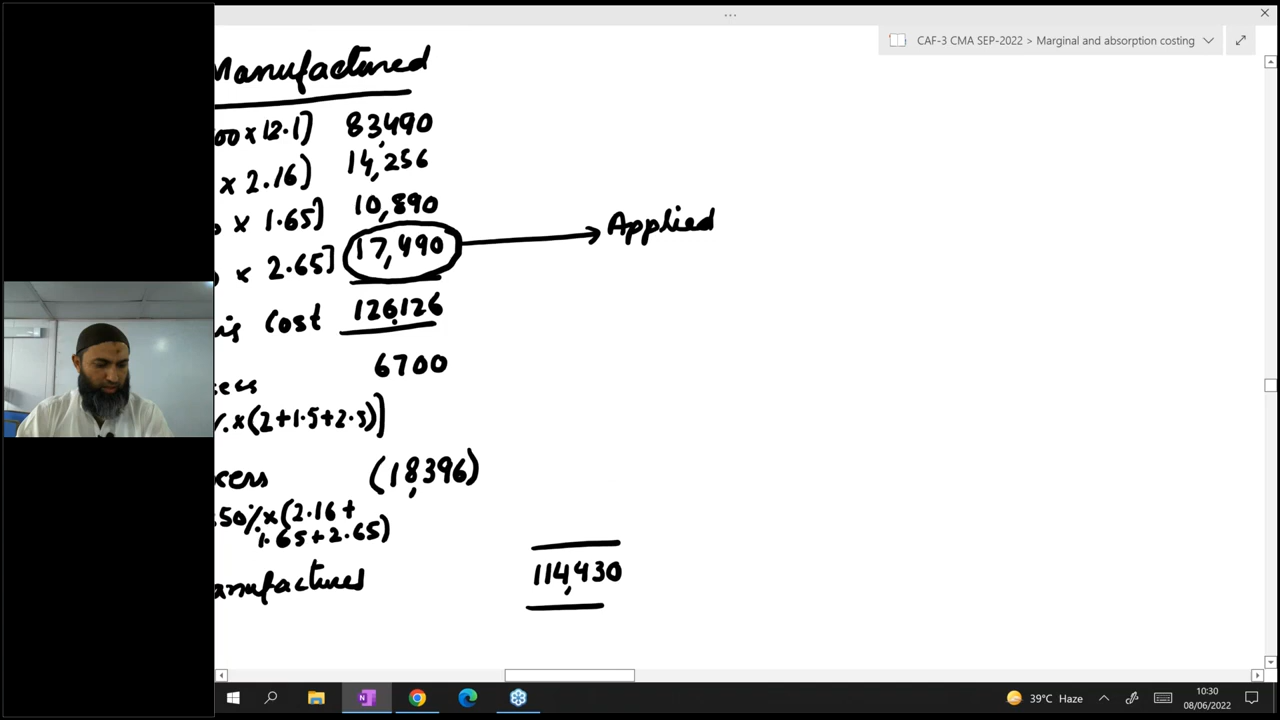 CAF-3 CMA SEP-2022 > Marginal and absorption costing
Manufactured
00 x 12.1] 83,490
x 2.16] 14,256
x 1.65] 10,890
x 2.65] 17,490 → Applied
Cost 126,126
6700
x(2+1.5+2.5)]
(18,396)
50%x(2.16+
1.65+2.65)
114,430
39°C Haze
10:30
08/06/2022